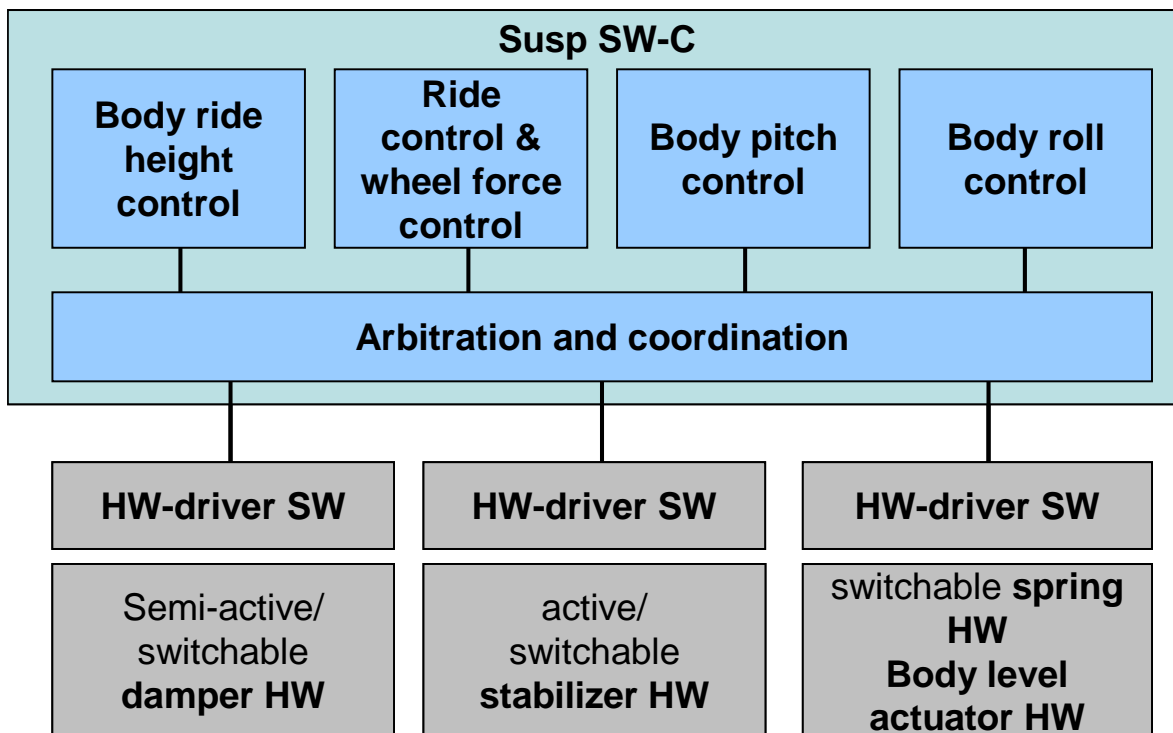 Susp SW-C
Body ride
height
control
Ride
control &
wheel force
control
Body pitch
control
Body roll
control
Arbitration and coordination
HW-driver SW
HW-driver SW
HW-driver SW
Semi-active/
switchable
damper HW
active/
switchable
stabilizer HW
switchable spring
HW
Body level
actuator HW